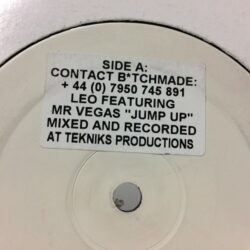 SIDE A:
CONTACT B*TCHMADE:
+ 44 (0) 7950 745 891
LEO FEATURING
MR VEGAS "JUMP UP"
MIXED AND RECORDED
AT TEKNIKS PRODUCTIONS